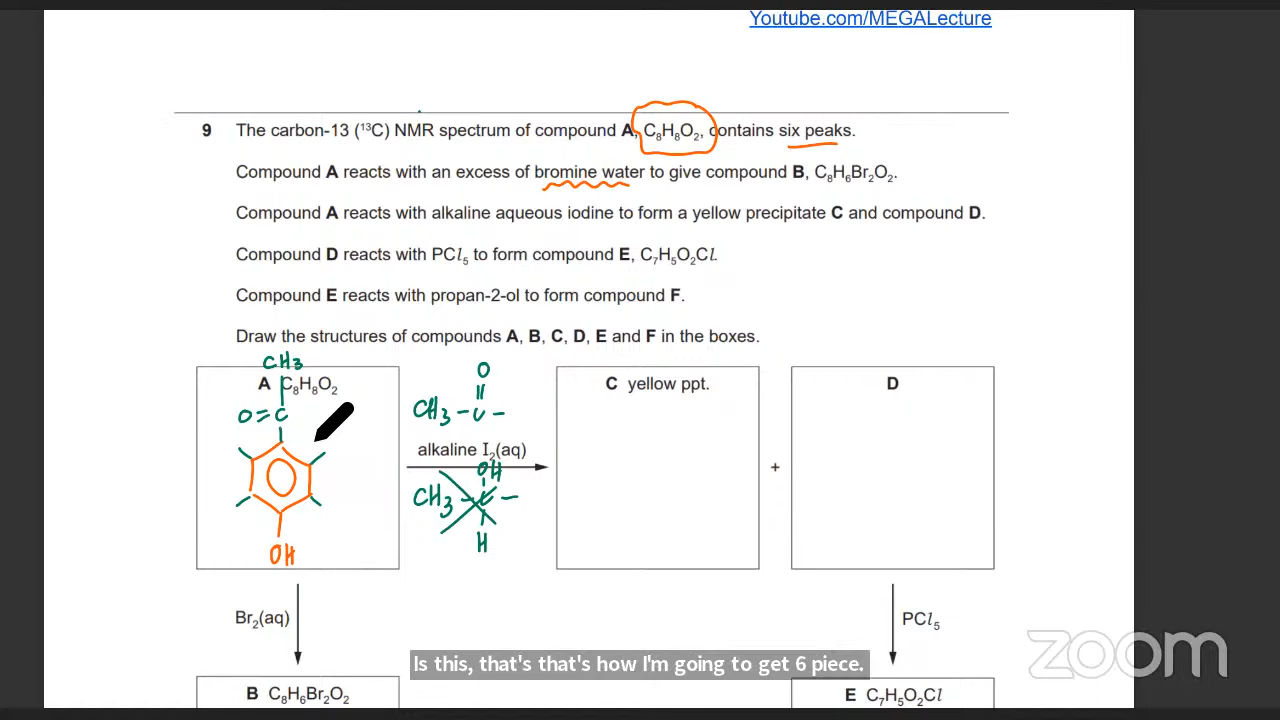 Youtube.com/MEGALecture
9 The carbon-13 (¹³C) NMR spectrum of compound A, C₈H₈O₂, contains six peaks.
Compound A reacts with an excess of bromine water to give compound B, C₈H₆Br₂O₂.
Compound A reacts with alkaline aqueous iodine to form a yellow precipitate C and compound D.
Compound D reacts with PCl₅ to form compound E, C₇H₅O₂Cl.
Compound E reacts with propan-2-ol to form compound F.
Draw the structures of compounds A, B, C, D, E and F in the boxes.
CH3
A C₈H₈O₂
O=C
OH
O
CH3-C-
alkaline I₂(aq)
OH
CH3-C-
H
C yellow ppt.
+
D
Br₂(aq)
PCl₅
zoom
Is this, that's that's how I'm going to get 6 piece.
B C₈H₆Br₂O₂
E C₇H₅O₂Cl